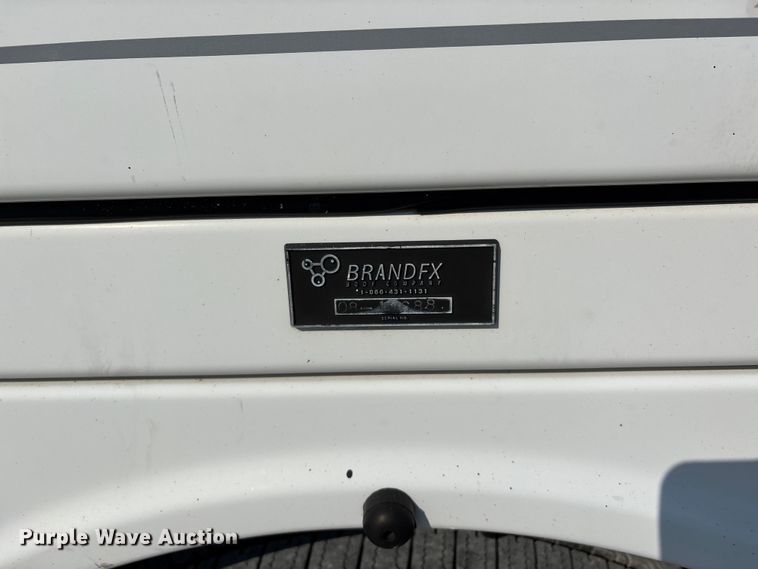 BRANDFX
BODY COMPANY
1-866-431-1131
SERIAL NO.
Purple Wave Auction